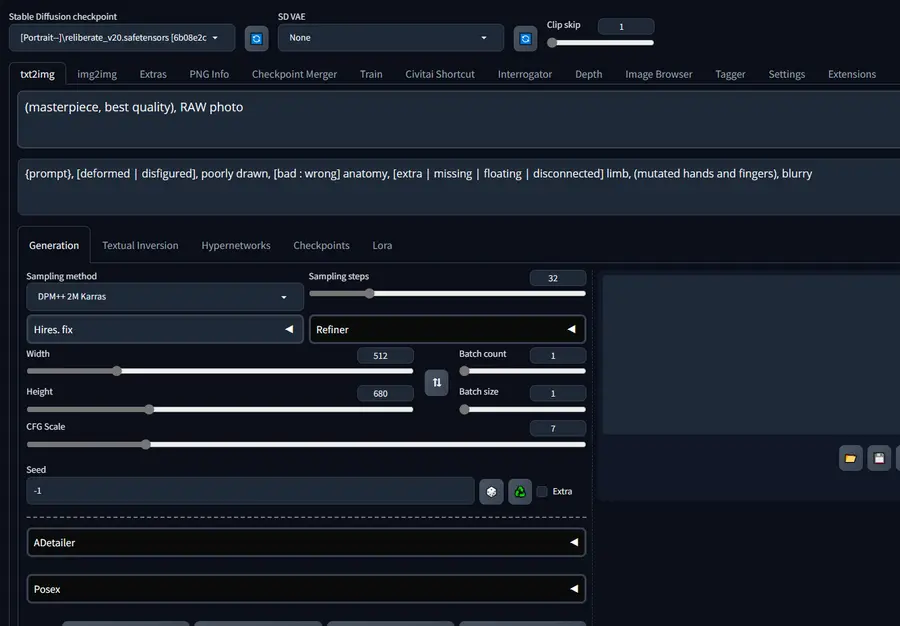 Stable Diffusion checkpoint
[Portrait--]\reliberate_v20.safetensors [6b08e2c
SD VAE
None
Clip skip
1
txt2img
img2img
Extras
PNG Info
Checkpoint Merger
Train
Civitai Shortcut
Interrogator
Depth
Image Browser
Tagger
Settings
Extensions
(masterpiece, best quality), RAW photo
{prompt}, [deformed | disfigured], poorly drawn, [bad : wrong] anatomy, [extra | missing | floating | disconnected] limb, (mutated hands and fingers), blurry
Generation
Textual Inversion
Hypernetworks
Checkpoints
Lora
Sampling method
DPM++ 2M Karras
Sampling steps
32
Hires. fix
Refiner
Width
512
Batch count
1
Height
680
Batch size
1
CFG Scale
7
Seed
-1
Extra
ADetailer
Posex